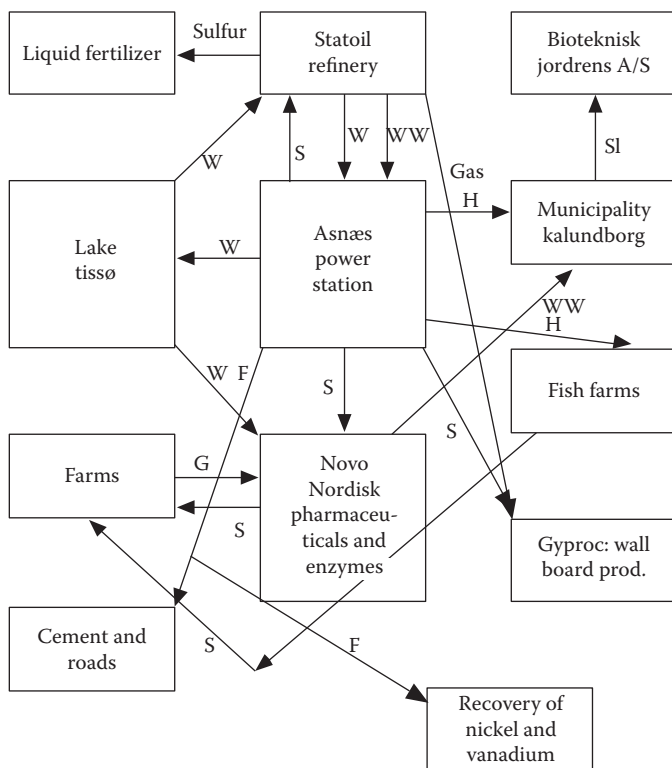 Liquid fertilizer
Sulfur
Statoil
refinery
Bioteknisk
jordrens A/S
W
S
W
WW
Gas
Sl
H
Lake
tissø
W
Asnæs
power
station
Municipality
kalundborg
WW
H
W
F
S
S
Fish farms
Farms
G
S
Novo
Nordisk
pharmaceu-
ticals and
enzymes
Gyproc: wall
board prod.
Cement and
roads
S
F
Recovery of
nickel and
vanadium